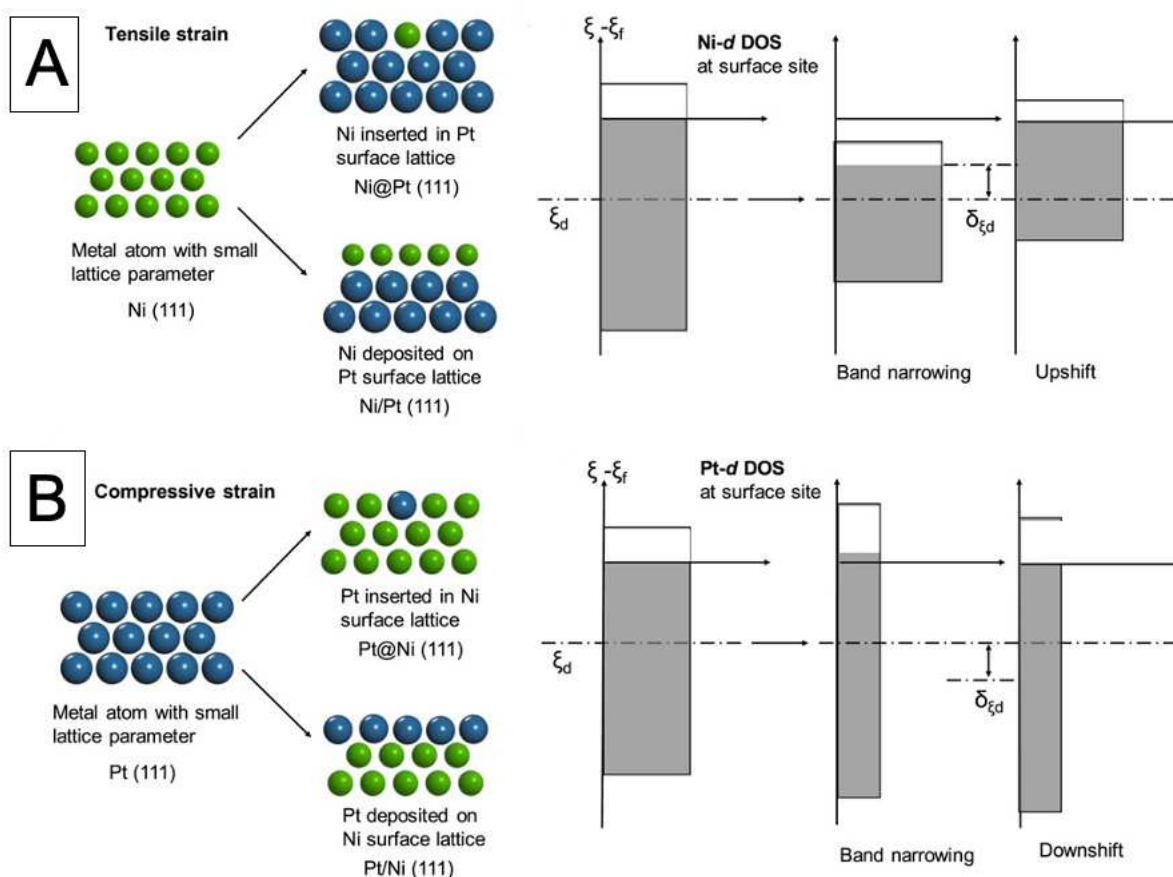 A
Tensile strain
Ni inserted in Pt
surface lattice
Ni@Pt (111)
Metal atom with small
lattice parameter
Ni (111)
Ni deposited on
Pt surface lattice
Ni/Pt (111)
ξ -ξf
Ni-d DOS
at surface site
ξd
δξd
Band narrowing
Upshift
B
Compressive strain
Pt inserted in Ni
surface lattice
Pt@Ni (111)
Metal atom with small
lattice parameter
Pt (111)
Pt deposited on
Ni surface lattice
Pt/Ni (111)
ξ -ξf
Pt-d DOS
at surface site
ξd
δξd
Band narrowing
Downshift